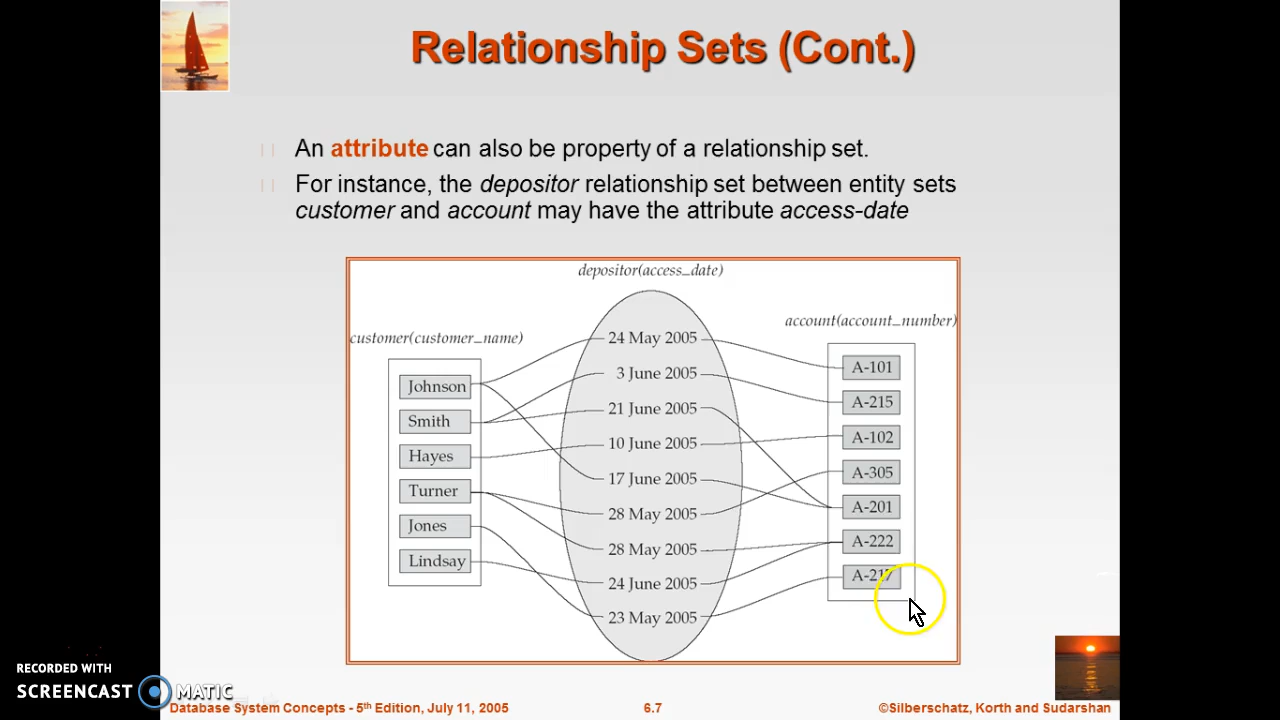 Relationship Sets (Cont.)
An attribute can also be property of a relationship set.
For instance, the depositor relationship set between entity sets
customer and account may have the attribute access-date
depositor(access_date)
customer(customer_name)
account(account_number)
Johnson
Smith
Hayes
Turner
Jones
Lindsay
24 May 2005
3 June 2005
21 June 2005
10 June 2005
17 June 2005
28 May 2005
28 May 2005
24 June 2005
23 May 2005
A-101
A-215
A-102
A-305
A-201
A-222
A-217
RECORDED WITH
SCREENCAST MATIC
Database System Concepts - 5th Edition, July 11, 2005
6.7
©Silberschatz, Korth and Sudarshan